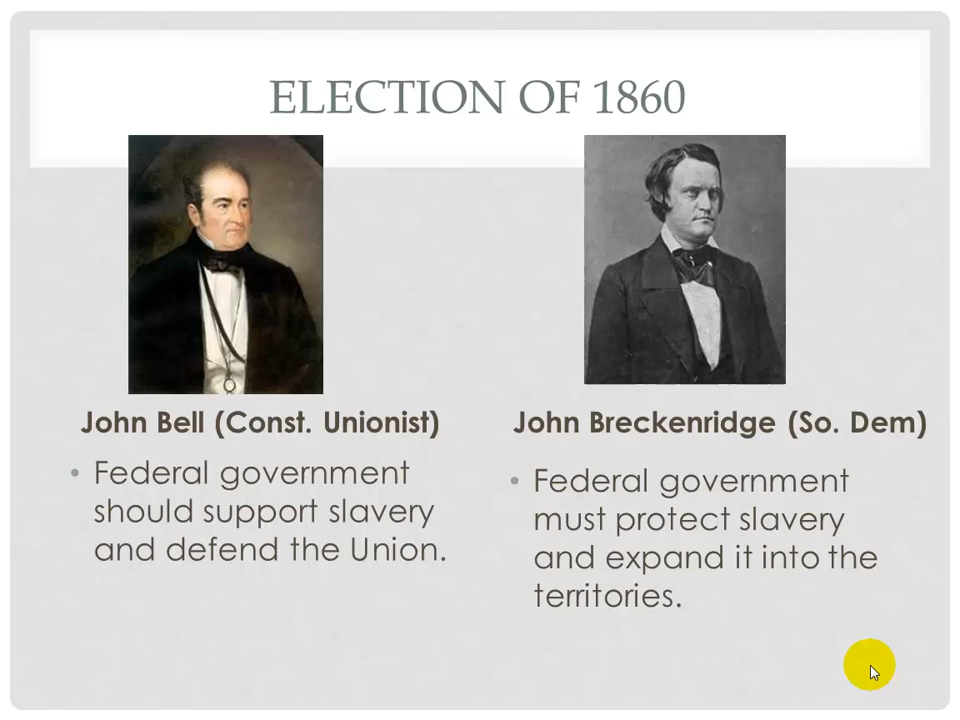 ELECTION OF 1860
John Bell (Const. Unionist)
• Federal government
should support slavery
and defend the Union.
John Breckenridge (So. Dem)
• Federal government
must protect slavery
and expand it into the
territories.